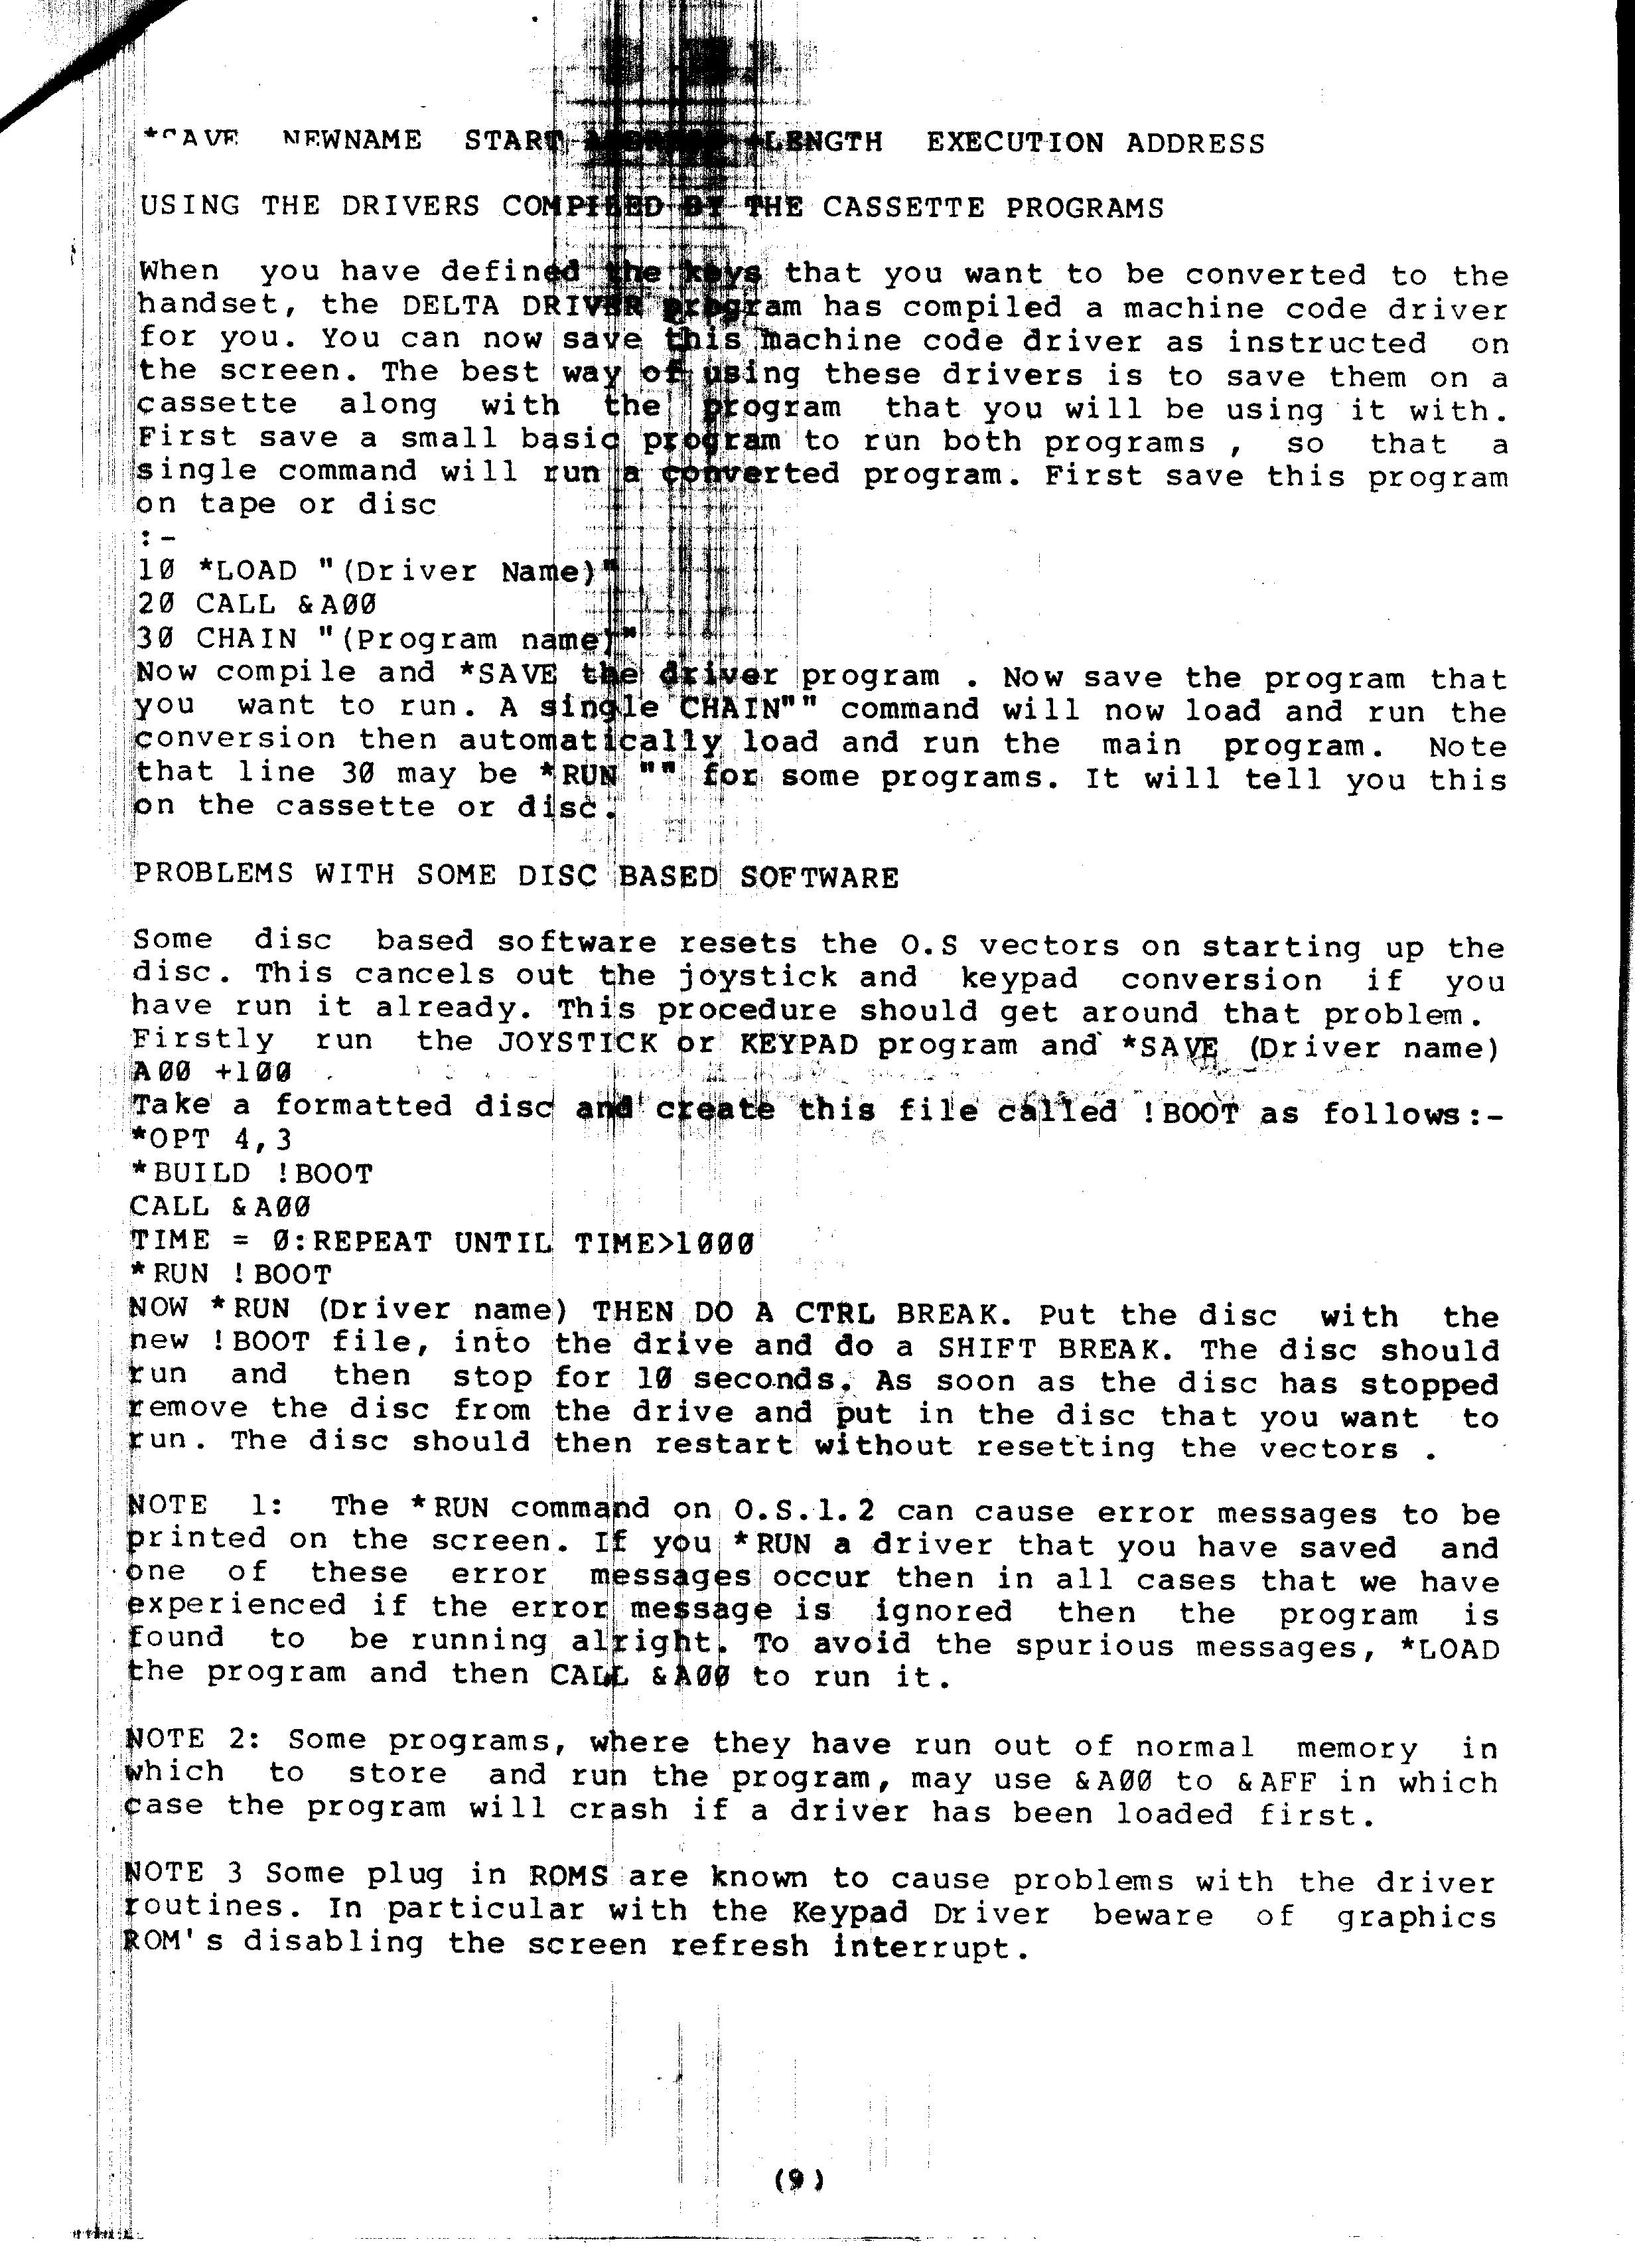 *SAVE NEWNAME START ADDRESS +LENGTH EXECUTION ADDRESS
USING THE DRIVERS COMPILED BY THE CASSETTE PROGRAMS
When you have defined the keys that you want to be converted to the
handset, the DELTA DRIVER program has compiled a machine code driver
for you. You can now save this machine code driver as instructed on
the screen. The best way of using these drivers is to save them on a
cassette along with the program that you will be using it with.
First save a small basic program to run both programs , so that a
single command will run a converted program. First save this program
on tape or disc
:-
10 *LOAD "(Driver Name)"
20 CALL &A00
30 CHAIN "(Program name)"
Now compile and *SAVE the driver program . Now save the program that
you want to run. A single CHAIN"" command will now load and run the
conversion then automatically load and run the main program. Note
that line 30 may be *RUN "" for some programs. It will tell you this
on the cassette or disc.
PROBLEMS WITH SOME DISC BASED SOFTWARE
Some disc based software resets the O.S vectors on starting up the
disc. This cancels out the joystick and keypad conversion if you
have run it already. This procedure should get around that problem.
Firstly run the JOYSTICK or KEYPAD program and *SAVE (Driver name)
A00 +100
Take a formatted disc and create this file called !BOOT as follows:-
*OPT 4,3
*BUILD !BOOT
CALL &A00
TIME = 0:REPEAT UNTIL TIME>1000
*RUN !BOOT
NOW *RUN (Driver name) THEN DO A CTRL BREAK. Put the disc with the
new !BOOT file, into the drive and do a SHIFT BREAK. The disc should
run and then stop for 10 seconds. As soon as the disc has stopped
remove the disc from the drive and put in the disc that you want to
run. The disc should then restart without resetting the vectors .
NOTE 1: The *RUN command on O.S.1.2 can cause error messages to be
printed on the screen. If you *RUN a driver that you have saved and
one of these error messages occur then in all cases that we have
experienced if the error message is ignored then the program is
found to be running alright. To avoid the spurious messages, *LOAD
the program and then CALL &A00 to run it.
NOTE 2: Some programs, where they have run out of normal memory in
which to store and run the program, may use &A00 to &AFF in which
case the program will crash if a driver has been loaded first.
NOTE 3 Some plug in ROMS are known to cause problems with the driver
routines. In particular with the Keypad Driver beware of graphics
ROM's disabling the screen refresh interrupt.
(9)